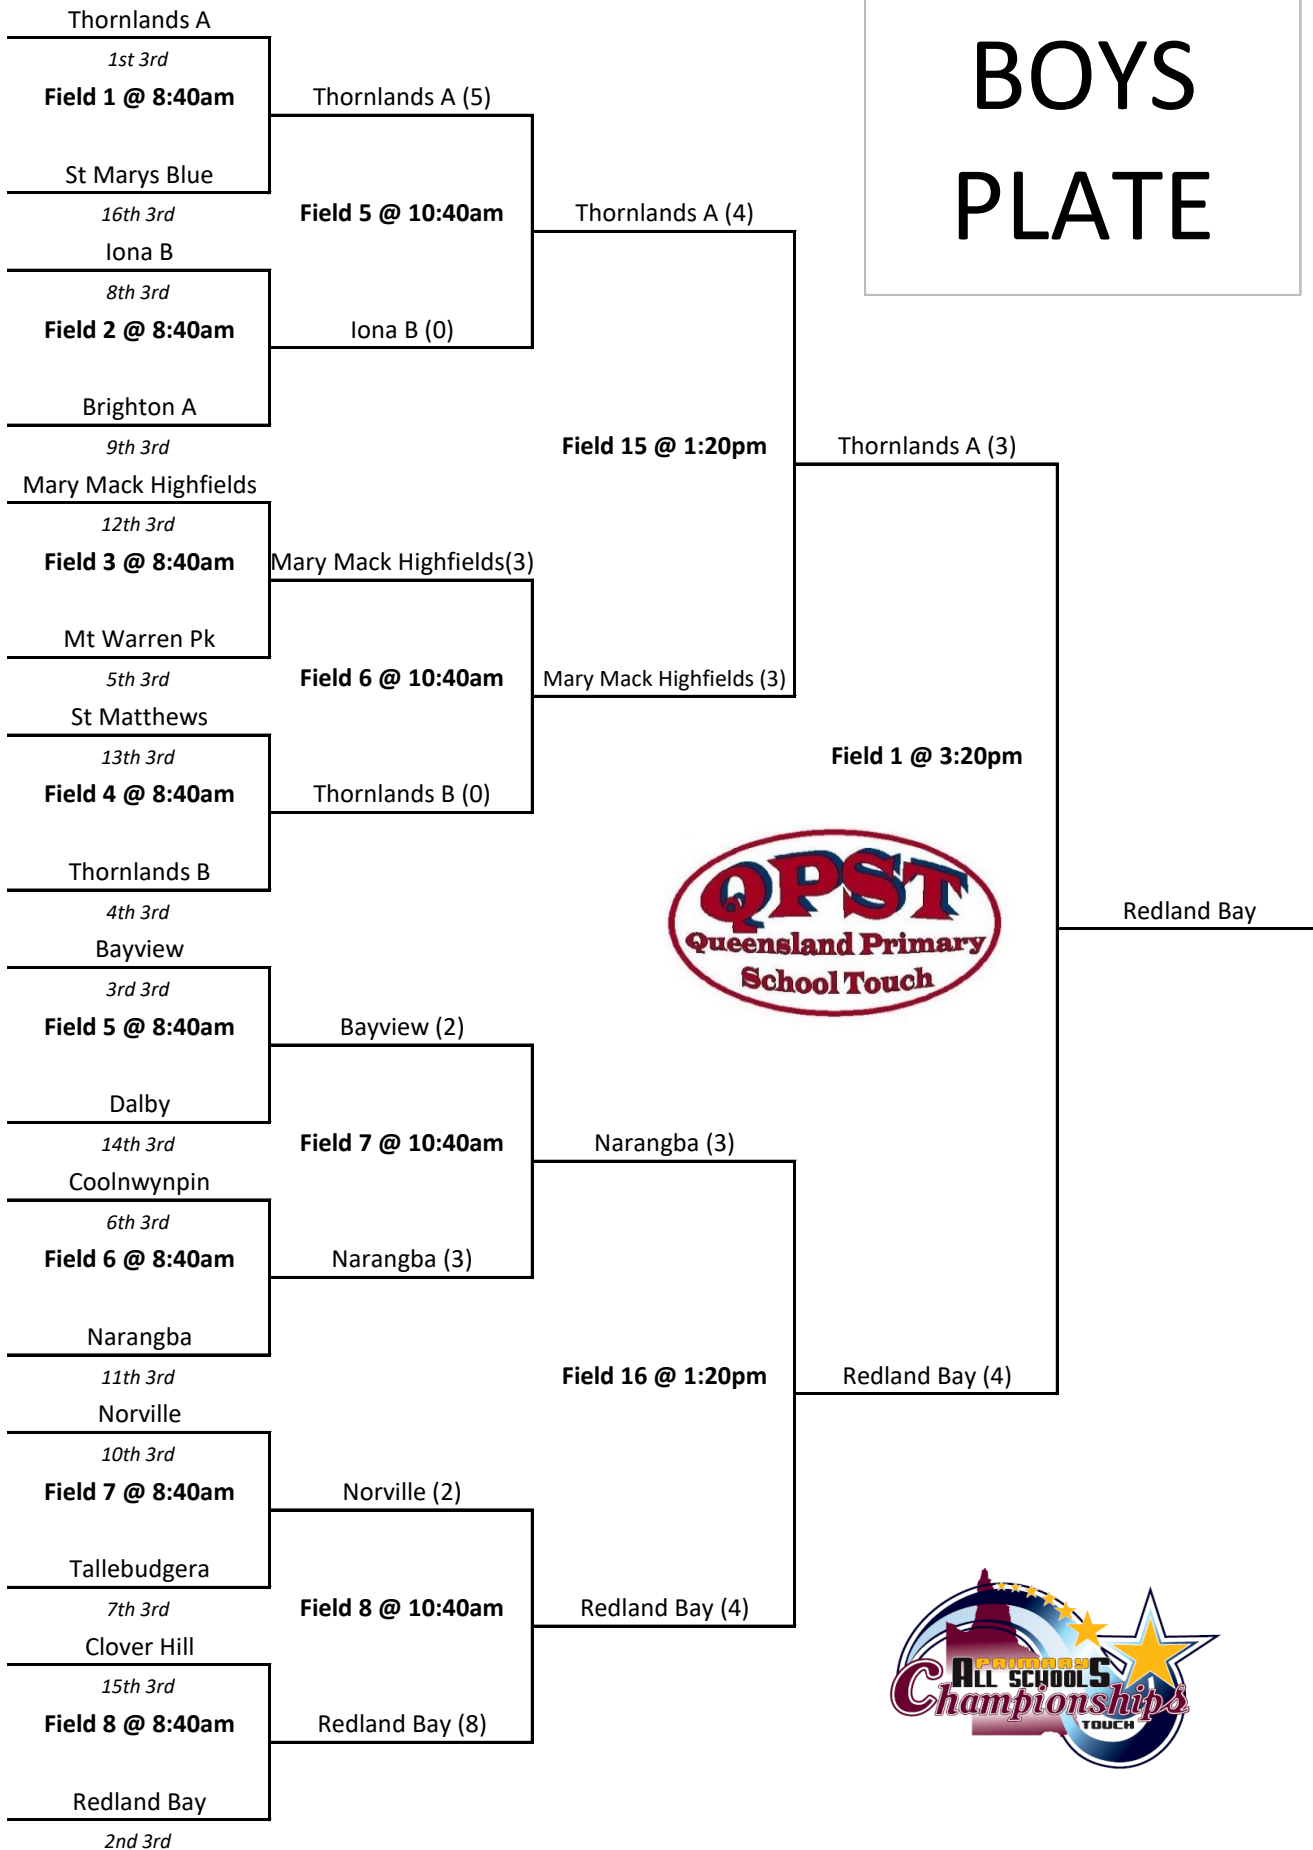 BOYS
PLATE
Thornlands A
1st 3rd
Field 1 @ 8:40am
St Marys Blue
16th 3rd
Iona B
8th 3rd
Field 2 @ 8:40am
Brighton A
9th 3rd
Mary Mack Highfields
12th 3rd
Field 3 @ 8:40am
Mt Warren Pk
5th 3rd
St Matthews
13th 3rd
Field 4 @ 8:40am
Thornlands B
4th 3rd
Bayview
3rd 3rd
Field 5 @ 8:40am
Dalby
14th 3rd
Coolnwynpin
6th 3rd
Field 6 @ 8:40am
Narangba
11th 3rd
Norville
10th 3rd
Field 7 @ 8:40am
Tallebudgera
7th 3rd
Clover Hill
15th 3rd
Field 8 @ 8:40am
Redland Bay
2nd 3rd
Thornlands A (5)
Field 5 @ 10:40am
Iona B (0)
Mary Mack Highfields(3)
Field 6 @ 10:40am
Thornlands B (0)
Bayview (2)
Field 7 @ 10:40am
Narangba (3)
Norville (2)
Field 8 @ 10:40am
Redland Bay (8)
Thornlands A (4)
Field 15 @ 1:20pm
Mary Mack Highfields (3)
Narangba (3)
Field 16 @ 1:20pm
Redland Bay (4)
Thornlands A (3)
Field 1 @ 3:20pm
Redland Bay (4)
Redland Bay
QPST
Queensland Primary
School Touch
PRIMARY
ALL SCHOOLS
Championships
TOUCH